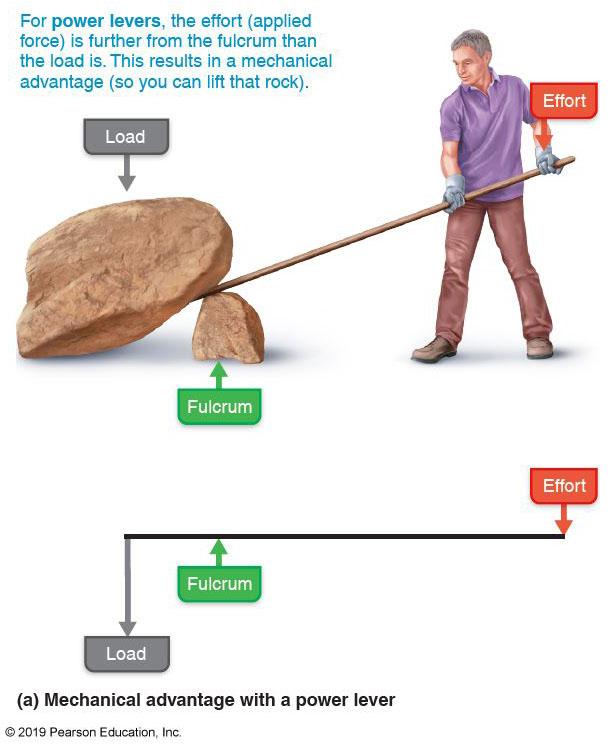 For power levers, the effort (applied
force) is further from the fulcrum than
the load is. This results in a mechanical
advantage (so you can lift that rock).
Effort
Load
Fulcrum
Effort
Fulcrum
Load
(a) Mechanical advantage with a power lever
© 2019 Pearson Education, Inc.